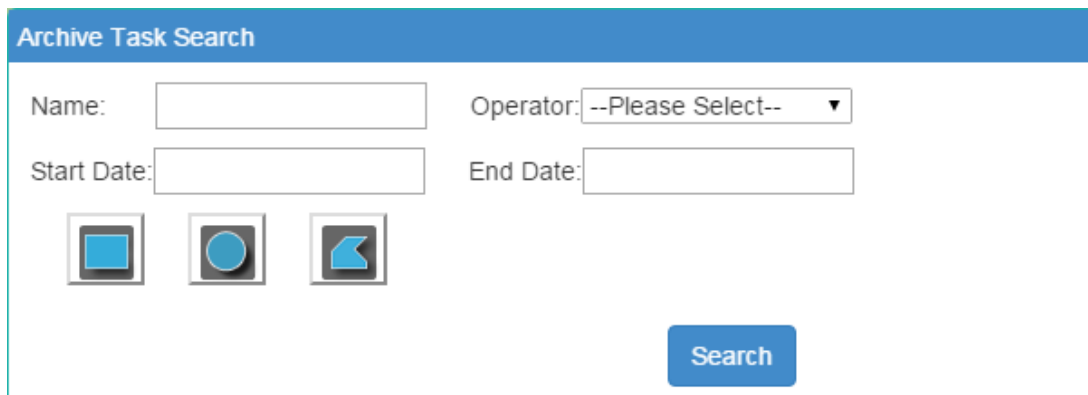 Archive Task Search
Name: Operator: --Please Select--
Start Date: End Date:
Search